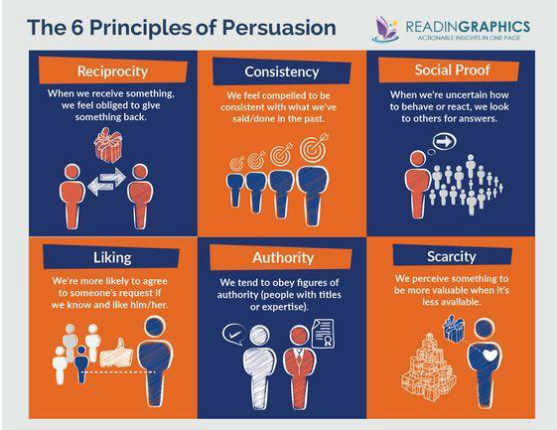 The 6 Principles of Persuasion
READINGRAPHICS
ACTIONABLE INSIGHTS IN ONE PAGE
Reciprocity
When we receive something,
we feel obliged to give
something back.
Consistency
We feel compelled to be
consistent with what we've
said/done in the past.
Social Proof
When we're uncertain how
to behave or react, we look
to others for answers.
Liking
We're more likely to agree
to someone's request if
we know and like him/her.
Authority
We tend to obey figures of
authority (people with titles
or expertise).
Scarcity
We perceive something to
be more valuable when it's
less available.